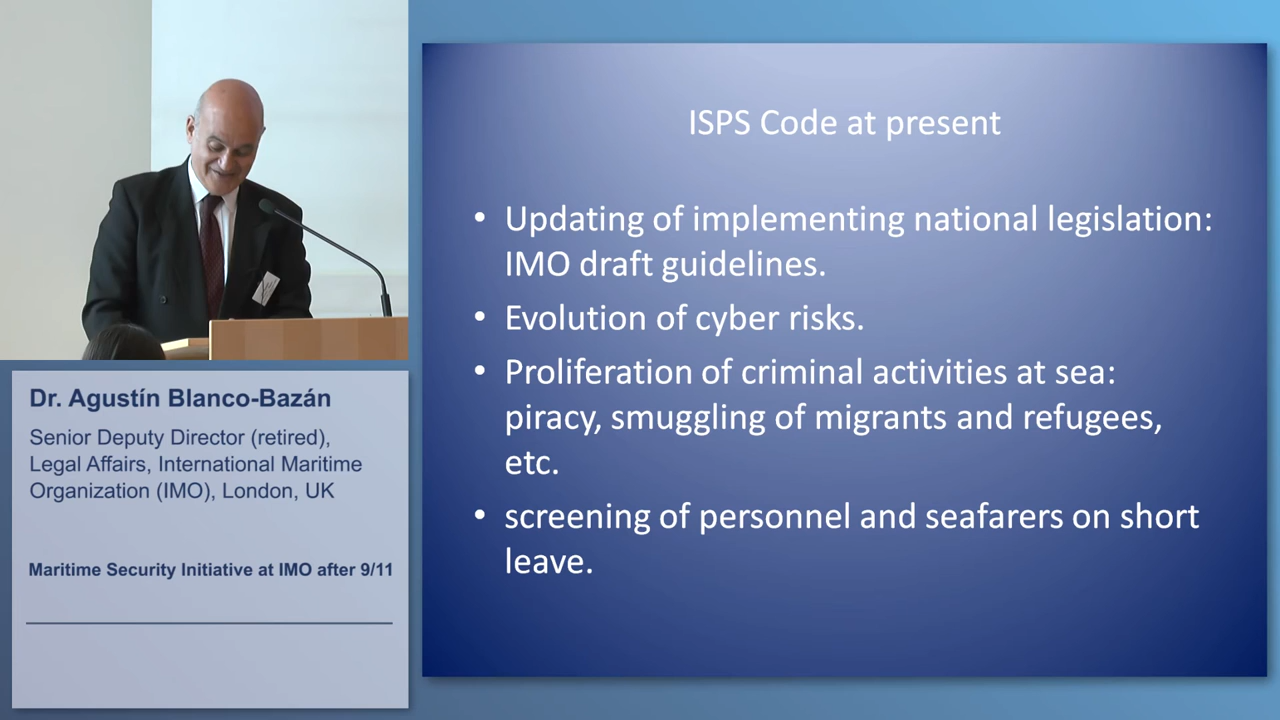 ISPS Code at present
• Updating of implementing national legislation:
IMO draft guidelines.
• Evolution of cyber risks.
• Proliferation of criminal activities at sea:
piracy, smuggling of migrants and refugees,
etc.
• screening of personnel and seafarers on short
leave.
Dr. Agustín Blanco-Bazán
Senior Deputy Director (retired),
Legal Affairs, International Maritime
Organization (IMO), London, UK
Maritime Security Initiative at IMO after 9/11